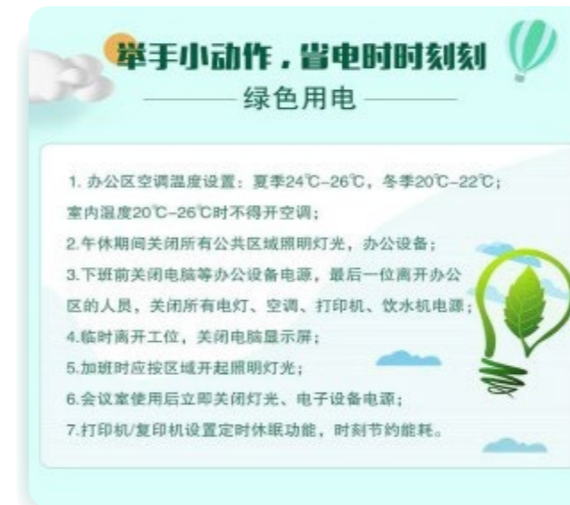 举手小动作，省电时时刻刻
绿色用电
1. 办公区空调温度设置：夏季24℃-26℃，冬季20℃-22℃；
室内温度20℃-26℃时不得开空调；
2.午休期间关闭所有公共区域照明灯光，办公设备；
3.下班前关闭电脑等办公设备电源，最后一位离开办公
区的人员，关闭所有电灯、空调、打印机、饮水机电源；
4.临时离开工位，关闭电脑显示屏；
5.加班时应按区域开起照明灯光；
6.会议室使用后立即关闭灯光、电子设备电源；
7.打印机/复印机设置定时休眠功能，时刻节约能耗。